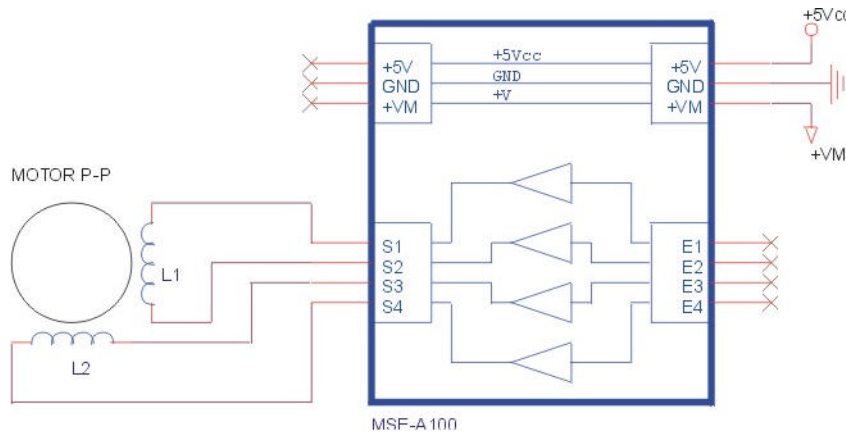 +5Vcc
+5V +5Vcc +5V
GND GND GND
+VM +V +VM
+VM
MOTOR P-P
S1 E1
S2 E2
L1
S3 E3
S4 E4
L2
MSE-A100